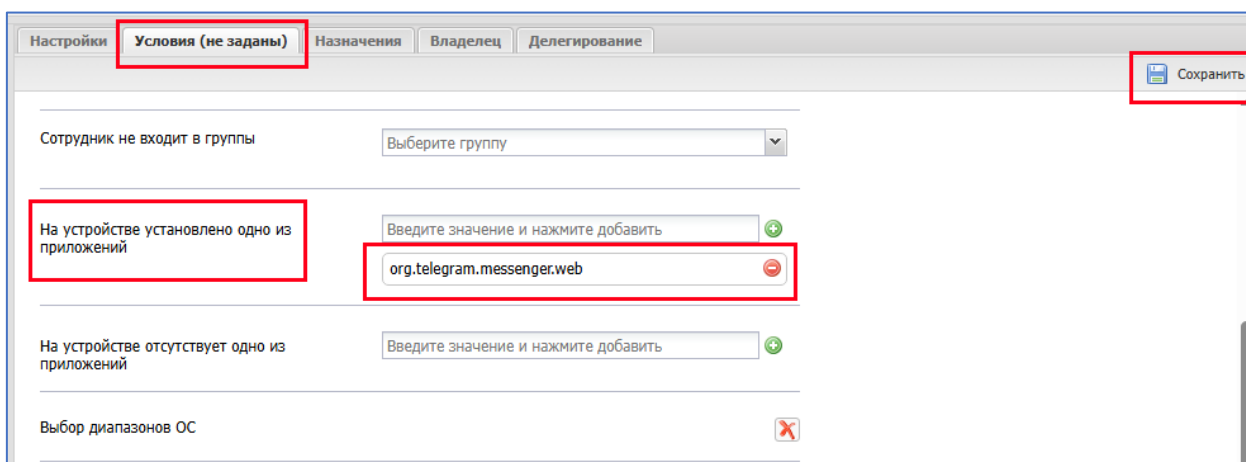 Настройки Условия (не заданы) Назначения Владелец Делегирование
Сохранить
Сотрудник не входит в группы Выберите группу
На устройстве установлено одно из Введите значение и нажмите добавить
приложений
org.telegram.messenger.web
На устройстве отсутствует одно из Введите значение и нажмите добавить
приложений
Выбор диапазонов ОС